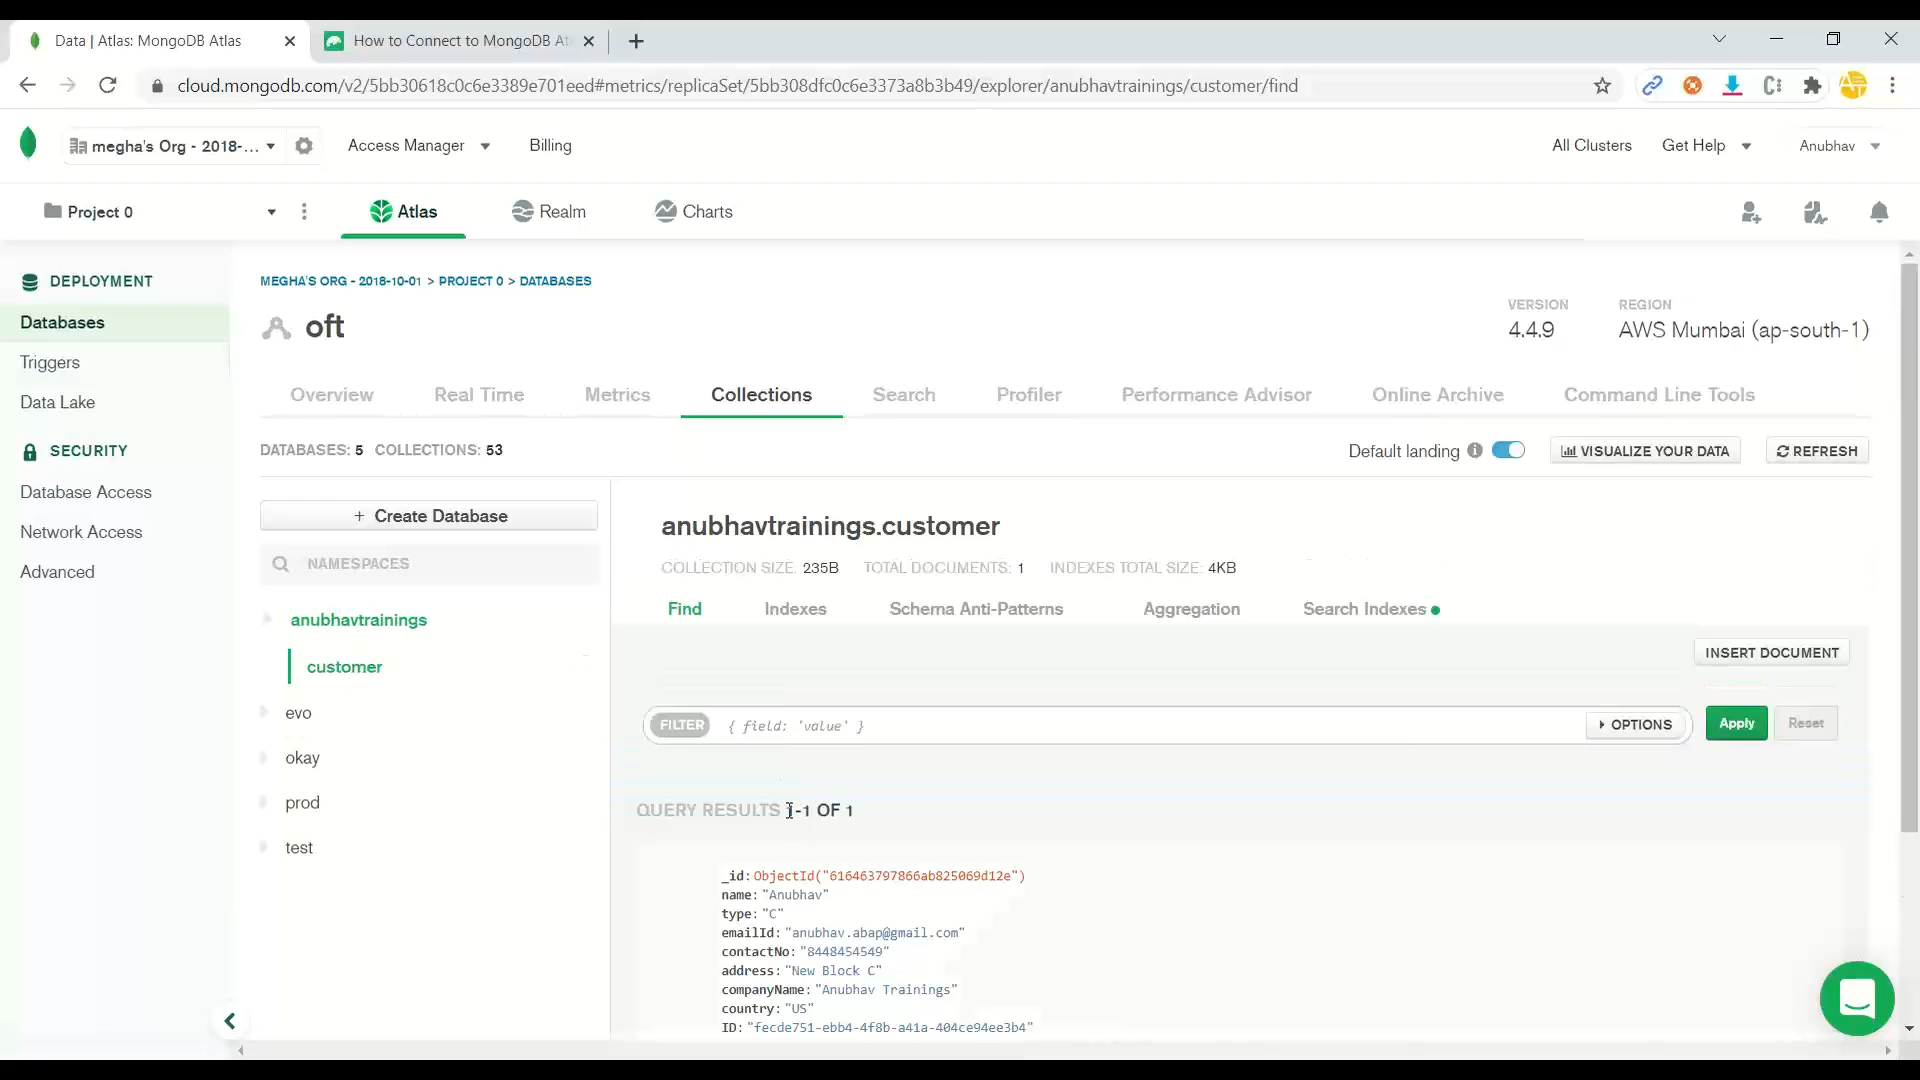 Data | Atlas: MongoDB Atlas
How to Connect to MongoDB At
cloud.mongodb.com/v2/5bb30618c0c6e3389e701eed#metrics/replicaSet/5bb308dfc0c6e3373a8b3b49/explorer/anubhavtrainings/customer/find
megha's Org - 2018-...
Access Manager
Billing
All Clusters
Get Help
Anubhav
Project 0
Atlas
Realm
Charts
DEPLOYMENT
Databases
Triggers
Data Lake
SECURITY
Database Access
Network Access
Advanced
MEGHA'S ORG - 2018-10-01 > PROJECT 0 > DATABASES
oft
VERSION
4.4.9
REGION
AWS Mumbai (ap-south-1)
Overview
Real Time
Metrics
Collections
Search
Profiler
Performance Advisor
Online Archive
Command Line Tools
DATABASES: 5 COLLECTIONS: 53
Default landing
VISUALIZE YOUR DATA
REFRESH
+ Create Database
NAMESPACES
anubhavtrainings
customer
evo
okay
prod
test
anubhavtrainings.customer
COLLECTION SIZE: 235B TOTAL DOCUMENTS: 1 INDEXES TOTAL SIZE: 4KB
Find
Indexes
Schema Anti-Patterns
Aggregation
Search Indexes
INSERT DOCUMENT
FILTER
{ field: 'value' }
OPTIONS
Apply
Reset
QUERY RESULTS 1-1 OF 1
_id: ObjectId("616463797866ab825069d12e")
name: "Anubhav"
type: "C"
emailId: "anubhav.abap@gmail.com"
contactNo: "8448454549"
address: "New Block C"
companyName: "Anubhav Trainings"
country: "US"
ID: "fecde751-ebb4-4f8b-a41a-404ce94ee3b4"